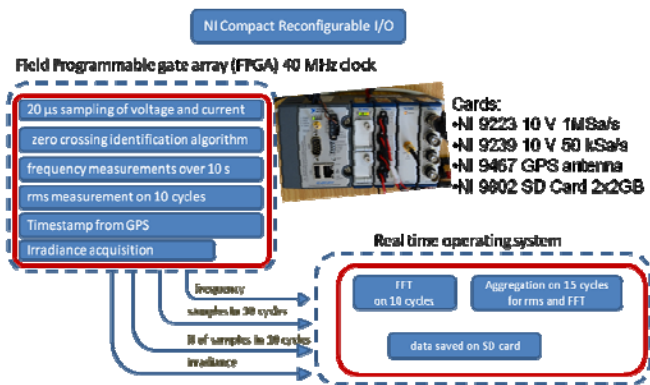 NI Compact Reconfigurable I/O
Field Programmable gate array (FPGA) 40 MHz clock
20 µs sampling of voltage and current
zero crossing identification algorithm
frequency measurements over 10 s
rms measurement on 10 cycles
Timestamp from GPS
Irradiance acquisition
Cards:
•NI 9223 10 V 1MSa/s
•NI 9239 10 V 50 kSa/s
•NI 9467 GPS antenna
•NI 9802 SD Card 2x2GB
Real time operating system
frequency
samples in 10 cycles
N of samples in 10 cycles
irradiance
FFT
on 10 cycles
Aggregation on 15 cycles
for rms and FFT
data saved on SD card